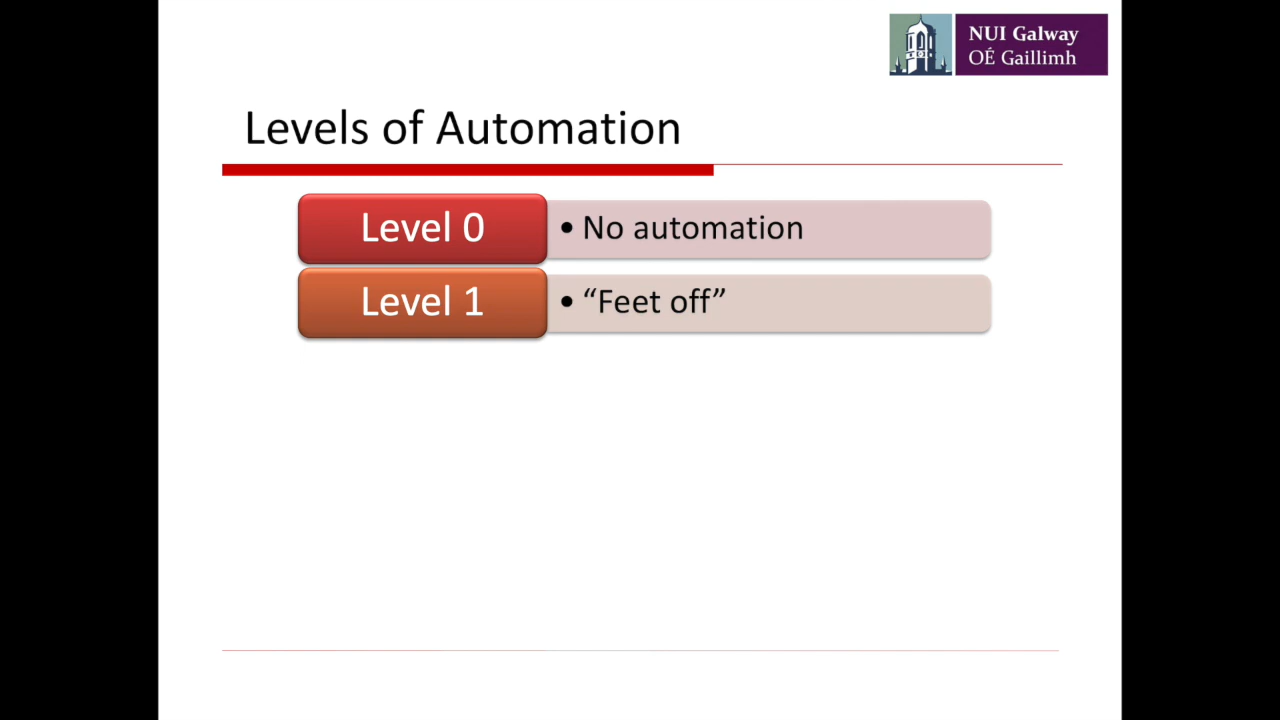 NUI Galway
OÉ Gaillimh
Levels of Automation
Level 0
• No automation
Level 1
• “Feet off”